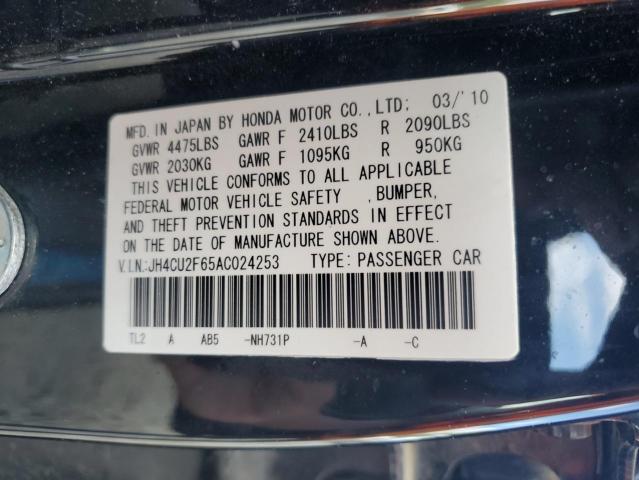 MFD. IN JAPAN BY HONDA MOTOR CO.,LTD; 03/'10
GVWR 4475LBS GAWR F 2410LBS R 2090LBS
GVWR 2030KG GAWR F 1095KG R 950KG
THIS VEHICLE CONFORMS TO ALL APPLICABLE
FEDERAL MOTOR VEHICLE SAFETY ,BUMPER,
AND THEFT PREVENTION STANDARDS IN EFFECT
ON THE DATE OF MANUFACTURE SHOWN ABOVE.
V.I.N.:JH4CU2F65AC024253 TYPE: PASSENGER CAR
TL2 A AB5 -NH731P -A -C